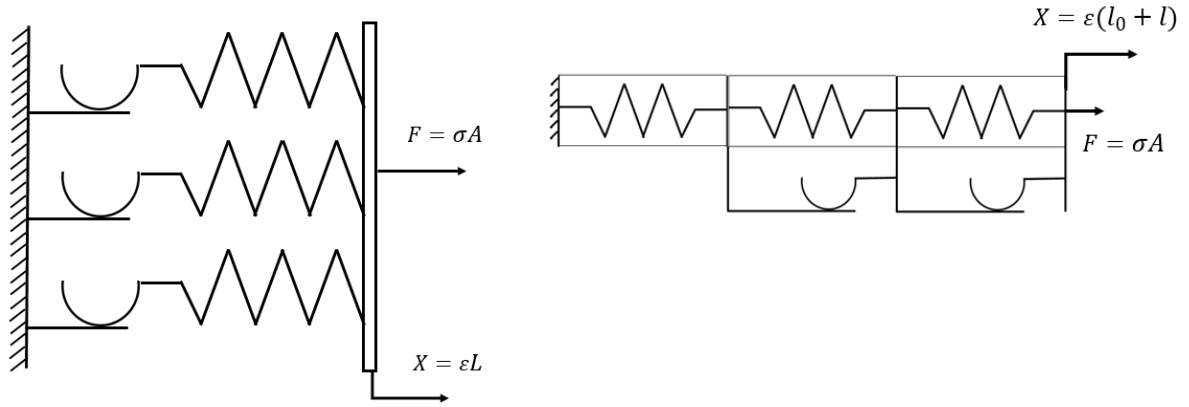 F = σA
X = εL
X = ε(l₀ + l)
F = σA